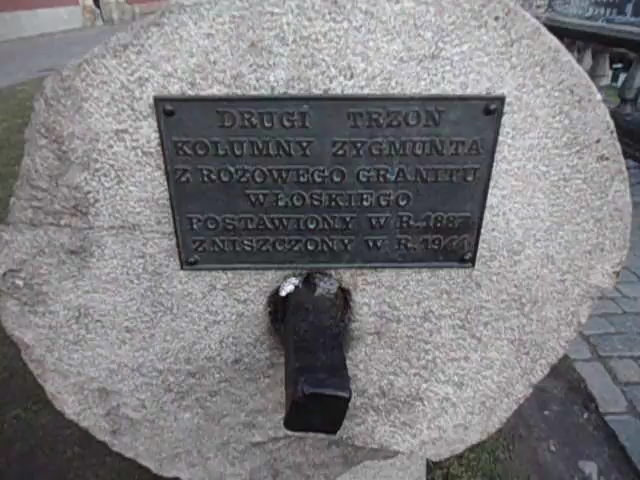 DRUGI TRZON
KOLUMNY ZYGMUNTA
Z RÓŻOWEGO GRANITU
WŁOSKIEGO
POSTAWIONY W R. 1887
ZNISZCZONY W R. 1944